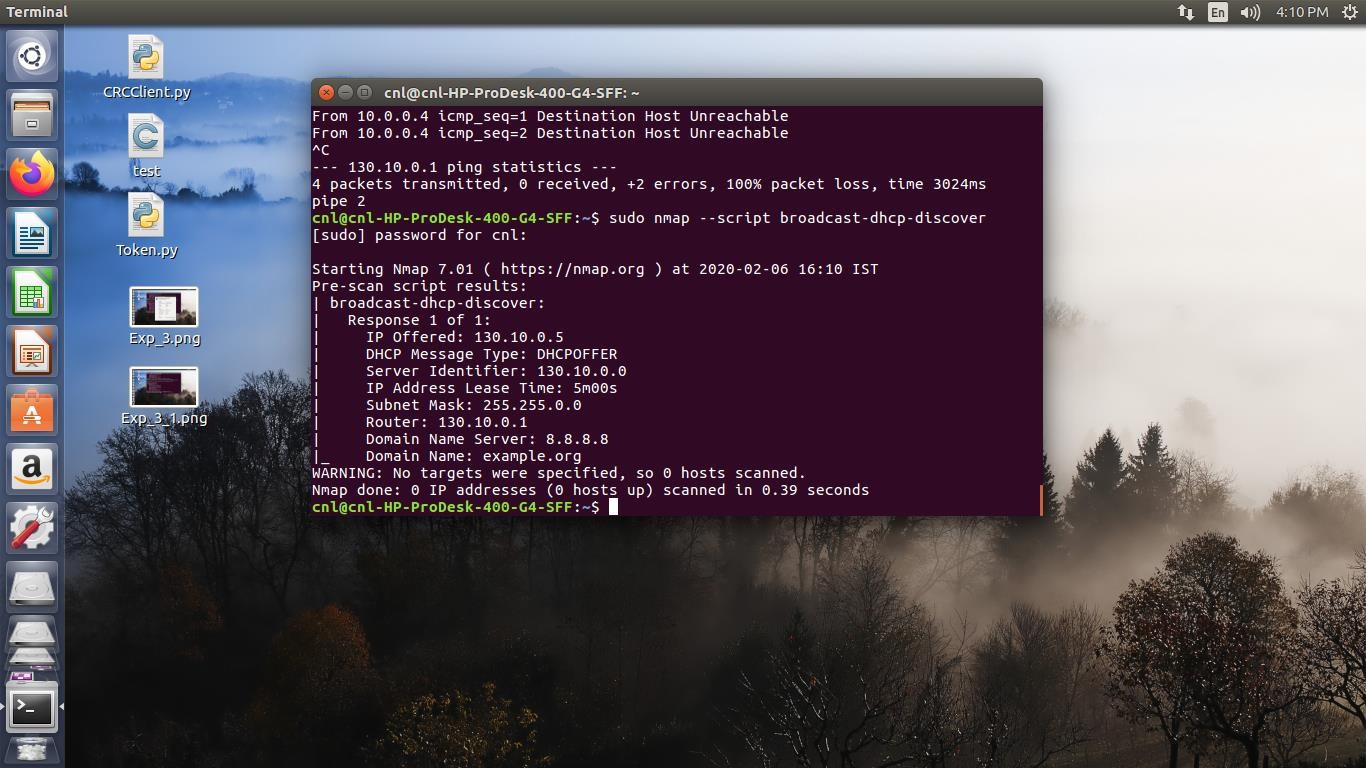 Terminal
En
4:10 PM
CRCClient.py
test
Token.py
Exp_3.png
Exp_3_1.png
cnl@cnl-HP-ProDesk-400-G4-SFF: ~
From 10.0.0.4 icmp_seq=1 Destination Host Unreachable
From 10.0.0.4 icmp_seq=2 Destination Host Unreachable
^C
--- 130.10.0.1 ping statistics ---
4 packets transmitted, 0 received, +2 errors, 100% packet loss, time 3024ms
pipe 2
cnl@cnl-HP-ProDesk-400-G4-SFF:~$ sudo nmap --script broadcast-dhcp-discover
[sudo] password for cnl:
Starting Nmap 7.01 ( https://nmap.org ) at 2020-02-06 16:10 IST
Pre-scan script results:
| broadcast-dhcp-discover:
|   Response 1 of 1:
|     IP Offered: 130.10.0.5
|     DHCP Message Type: DHCPOFFER
|     Server Identifier: 130.10.0.0
|     IP Address Lease Time: 5m00s
|     Subnet Mask: 255.255.0.0
|     Router: 130.10.0.1
|     Domain Name Server: 8.8.8.8
|_    Domain Name: example.org
WARNING: No targets were specified, so 0 hosts scanned.
Nmap done: 0 IP addresses (0 hosts up) scanned in 0.39 seconds
cnl@cnl-HP-ProDesk-400-G4-SFF:~$